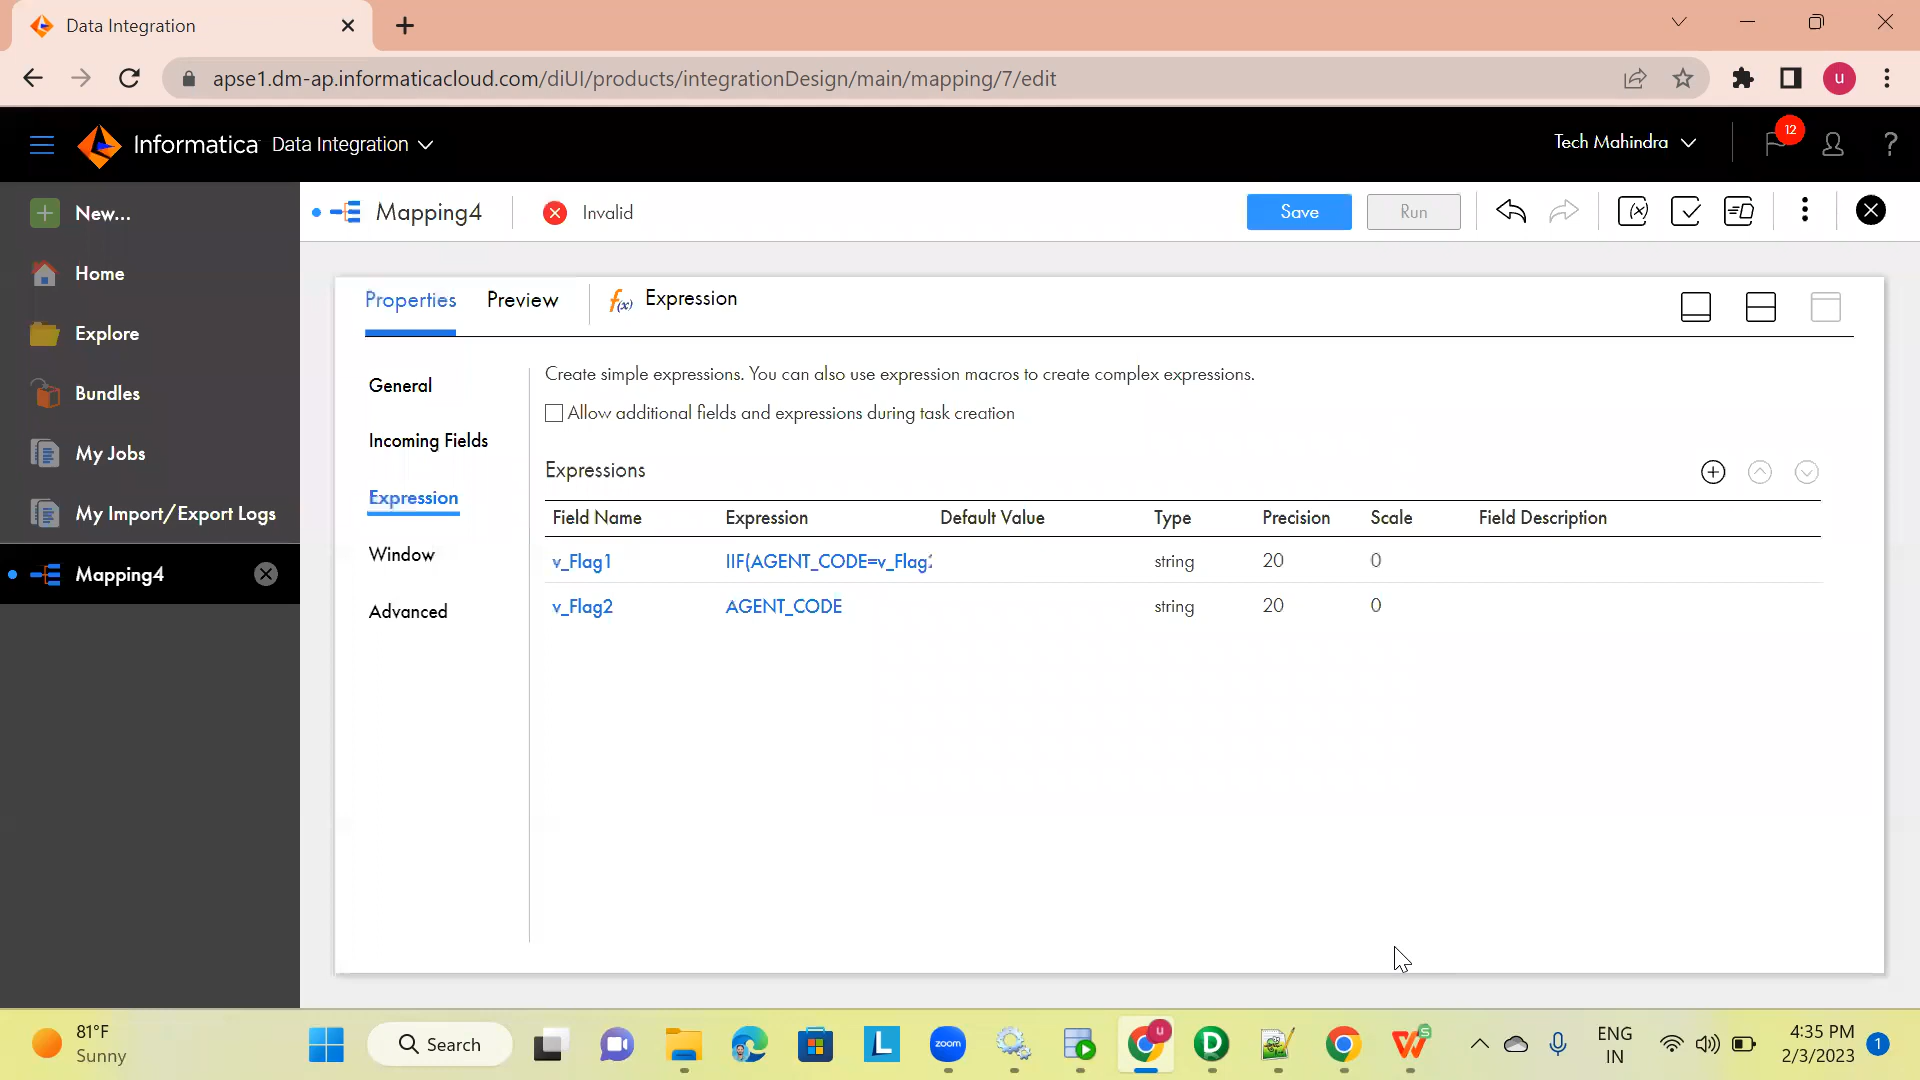 Data Integration
apse1.dm-ap.informaticacloud.com/diUI/products/integrationDesign/main/mapping/7/edit
u
Informatica Data Integration
Tech Mahindra
12
?
New...
Home
Explore
Bundles
My Jobs
My Import/Export Logs
Mapping4
Mapping4
Invalid
Save
Run
Properties
Preview
f(x) Expression
General
Incoming Fields
Expression
Window
Advanced
Create simple expressions. You can also use expression macros to create complex expressions.
Allow additional fields and expressions during task creation
Expressions
Field Name Expression Default Value Type Precision Scale Field Description
v_Flag1 IIF(AGENT_CODE=v_Flag string 20 0
v_Flag2 AGENT_CODE string 20 0
81°F
Sunny
Search
L
zoom
u
D
S
W
ENG
IN
4:35 PM
2/3/2023
1